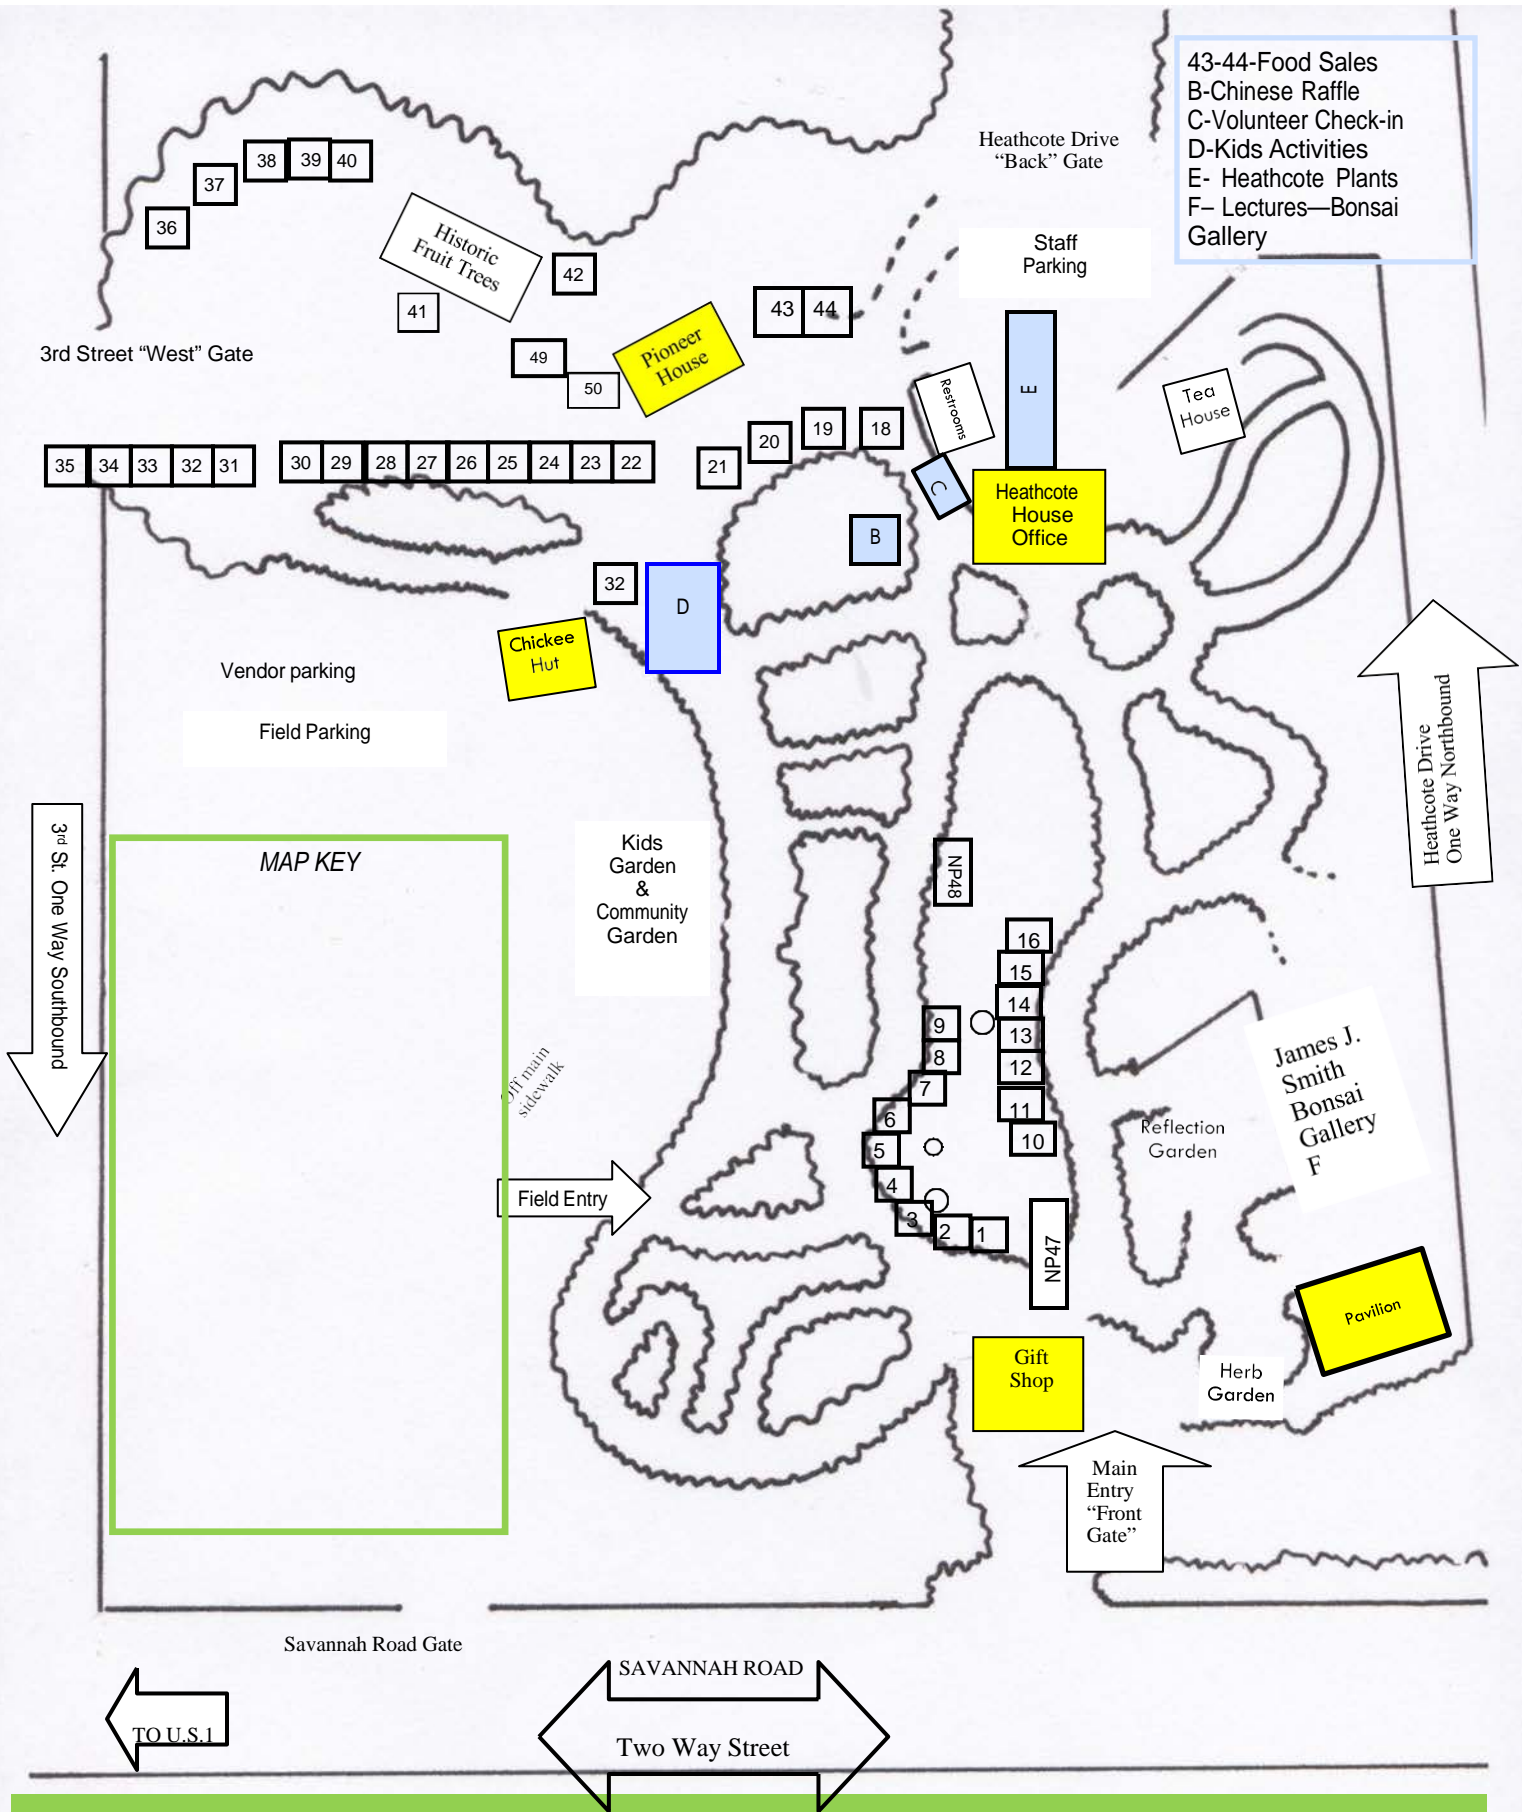 43-44-Food Sales
B-Chinese Raffle
C-Volunteer Check-in
D-Kids Activities
E- Heathcote Plants
F– Lectures—Bonsai
Gallery
Heathcote Drive
“Back” Gate
38
39
40
37
36
Historic
Fruit Trees
42
41
Staff
Parking
43
44
3rd Street “West” Gate
49
50
Pioneer
House
Restrooms
E
Tea
House
35
34
33
32
31
30
29
28
27
26
25
24
23
22
21
20
19
18
C
Heathcote
House
Office
B
32
D
Chickee
Hut
Vendor parking
Field Parking
Heathcote Drive
One Way Northbound
3rd St. One Way Southbound
MAP KEY
Kids
Garden
&
Community
Garden
NP48
16
15
14
13
12
11
10
9
8
7
6
5
4
3
2
1
NP47
Off main
sidewalk
Field Entry
James J.
Smith
Bonsai
Gallery
F
Reflection
Garden
Pavilion
Herb
Garden
Gift
Shop
Main
Entry
“Front
Gate”
Savannah Road Gate
SAVANNAH ROAD
TO U.S.1
Two Way Street